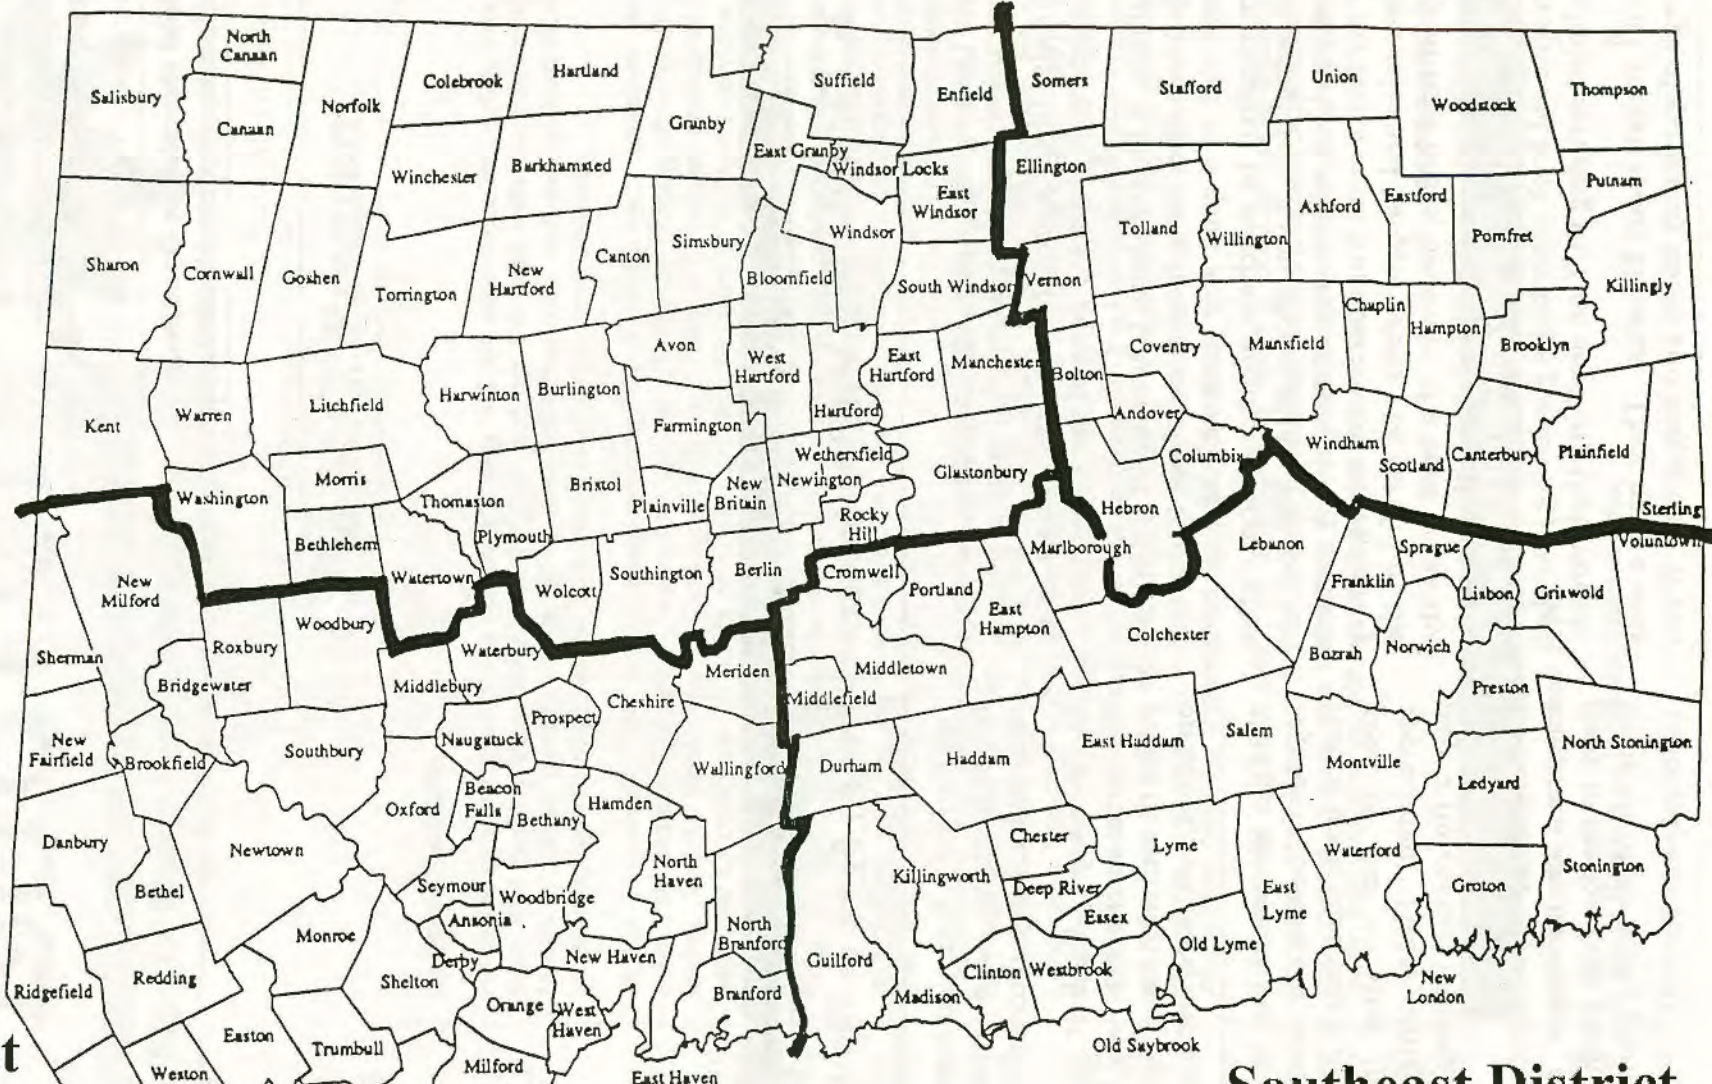 North
Canaan
Salisbury
Canaan
Norfolk
Colebrook
Hartland
Granby
Suffield
Enfield
Somers
Stafford
Union
Woodstock
Thompson
Winchester
Barkhamsted
East Granby
Windsor Locks
East
Windsor
Ellington
Tolland
Willington
Ashford
Eastford
Pomfret
Putnam
Killingly
Sharon
Cornwall
Goshen
Torrington
New
Hartford
Canton
Simsbury
Bloomfield
Windsor
South Windsor
Vernon
Coventry
Mansfield
Chaplin
Hampton
Brooklyn
Kent
Warren
Litchfield
Harwinton
Burlington
Avon
West
Hartford
Hartford
East
Hartford
Manchester
Bolton
Andover
Columbia
Windham
Scotland
Canterbury
Plainfield
Sterling
Farmington
Wethersfield
Newington
Glastonbury
Washington
Morris
Thomaston
Bristol
Plainville
New
Britain
Rocky
Hill
Hebron
Bethlehem
Watertown
Plymouth
Wolcott
Southington
Berlin
Cromwell
Portland
Marlborough
Lebanon
Sprague
Voluntown
New
Milford
Woodbury
Roxbury
Waterbury
Franklin
Lisbon
Griswold
Sherman
Bridgewater
Middlebury
Cheshire
Meriden
Middlefield
Middletown
East
Hampton
Colchester
Bozrah
Norwich
Preston
New
Fairfield
Brookfield
Southbury
Naugatuck
Prospect
Wallingford
Durham
Haddam
East Haddam
Salem
Montville
North Stonington
Ledyard
Danbury
Bethel
Newtown
Oxford
Beacon
Falls
Bethany
Hamden
North
Haven
Killingworth
Chester
Lyme
Waterford
Groton
Stonington
Seymour
Woodbridge
Ansonia
Deep River
Essex
East
Lyme
Monroe
Derby
New Haven
North
Branford
Guilford
Old Lyme
Ridgefield
Redding
Shelton
Orange
West
Haven
Branford
Madison
Clinton
Westbrook
New
London
Easton
Trumbull
Weston
Milford
East Haven
Old Saybrook
t
Southeast District